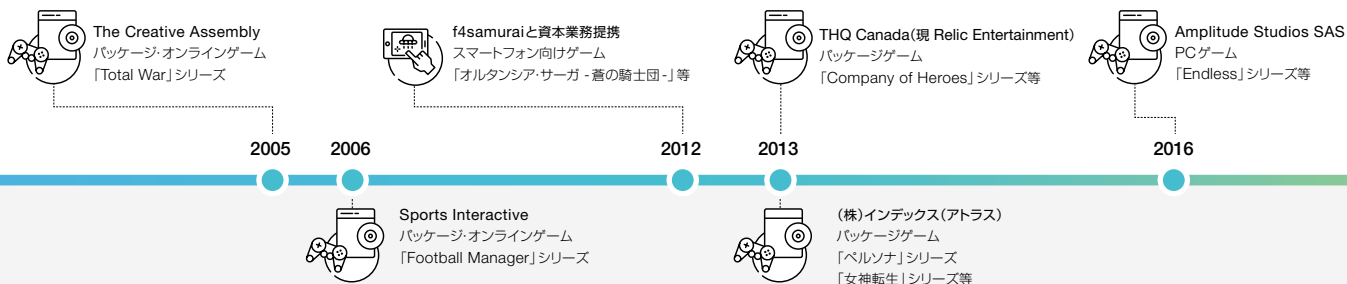 The Creative Assembly
パッケージ・オンラインゲーム
「Total War」シリーズ
f4samuraiと資本業務提携
スマートフォン向けゲーム
「オルタンシア・サーガ -蒼の騎士団-」等
THQ Canada(現 Relic Entertainment)
パッケージゲーム
「Company of Heroes」シリーズ等
Amplitude Studios SAS
PCゲーム
「Endless」シリーズ等
2005
2006
2012
2013
2016
Sports Interactive
パッケージ・オンラインゲーム
「Football Manager」シリーズ
(株)インデックス(アトラス)
パッケージゲーム
「ペルソナ」シリーズ
「女神転生」シリーズ等